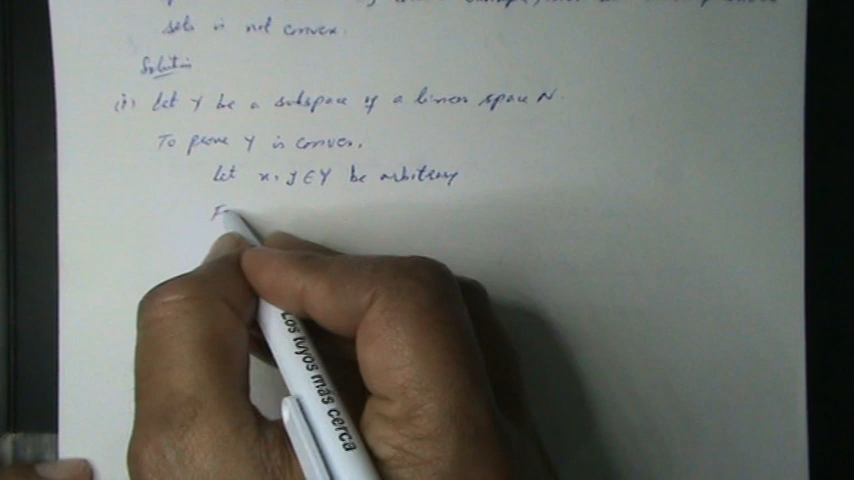 sets is not convex.
Solution
(i) Let Y be a subspace of a linear space N.
To prove Y is convex.
Let x, y ∈ Y be arbitrary
F
Los tuyos más cerca